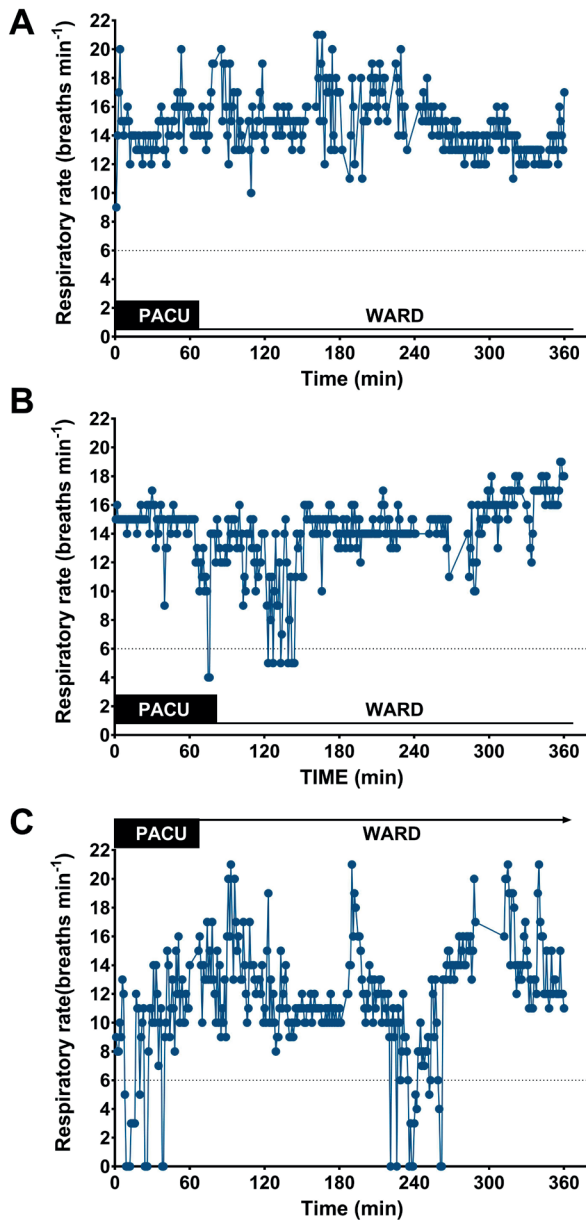 A
Respiratory rate (breaths min-1)
22
20
18
16
14
12
10
8
6
4
2
0
PACU
WARD
0 60 120 180 240 300 360
Time (min)
B
Respiratory rate (breaths min-1)
22
20
18
16
14
12
10
8
6
4
2
0
PACU
WARD
0 60 120 180 240 300 360
TIME (min)
C
PACU
WARD
Respiratory rate(breaths min-1)
22
20
18
16
14
12
10
8
6
4
2
0
0 60 120 180 240 300 360
Time (min)